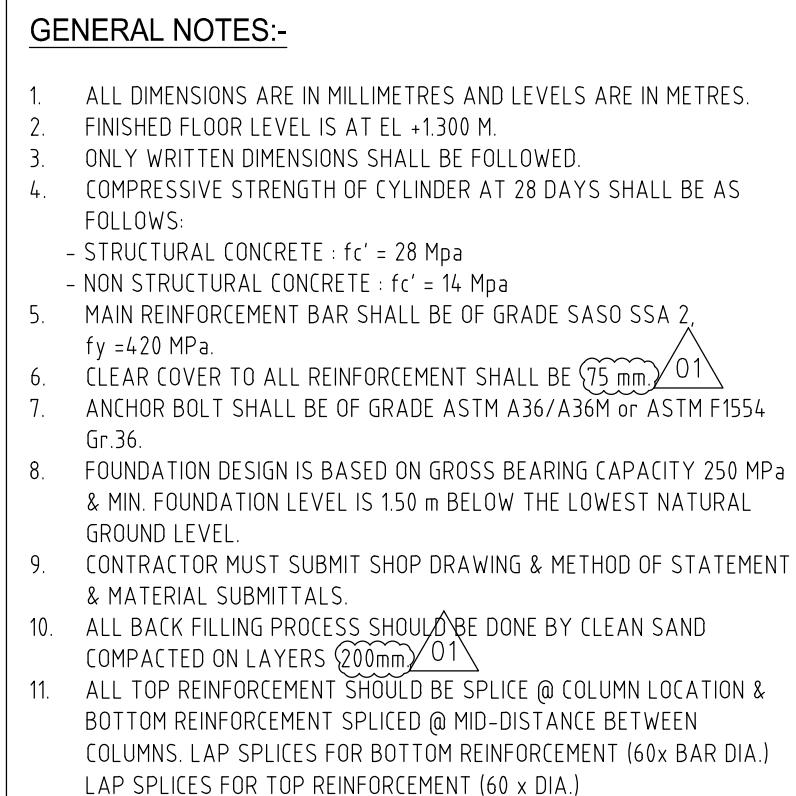 GENERAL NOTES:-
1. ALL DIMENSIONS ARE IN MILLIMETRES AND LEVELS ARE IN METRES.
2. FINISHED FLOOR LEVEL IS AT EL +1.300 M.
3. ONLY WRITTEN DIMENSIONS SHALL BE FOLLOWED.
4. COMPRESSIVE STRENGTH OF CYLINDER AT 28 DAYS SHALL BE AS
FOLLOWS:
- STRUCTURAL CONCRETE : fc' = 28 Mpa
- NON STRUCTURAL CONCRETE : fc' = 14 Mpa
5. MAIN REINFORCEMENT BAR SHALL BE OF GRADE SASO SSA 2,
fy =420 MPa.
6. CLEAR COVER TO ALL REINFORCEMENT SHALL BE 75 mm. 01
7. ANCHOR BOLT SHALL BE OF GRADE ASTM A36/A36M or ASTM F1554
Gr.36.
8. FOUNDATION DESIGN IS BASED ON GROSS BEARING CAPACITY 250 MPa
& MIN. FOUNDATION LEVEL IS 1.50 m BELOW THE LOWEST NATURAL
GROUND LEVEL.
9. CONTRACTOR MUST SUBMIT SHOP DRAWING & METHOD OF STATEMENT
& MATERIAL SUBMITTALS.
10. ALL BACK FILLING PROCESS SHOULD BE DONE BY CLEAN SAND
COMPACTED ON LAYERS 200mm. 01
11. ALL TOP REINFORCEMENT SHOULD BE SPLICE @ COLUMN LOCATION &
BOTTOM REINFORCEMENT SPLICED @ MID-DISTANCE BETWEEN
COLUMNS. LAP SPLICES FOR BOTTOM REINFORCEMENT (60x BAR DIA.)
LAP SPLICES FOR TOP REINFORCEMENT (60 x DIA.)